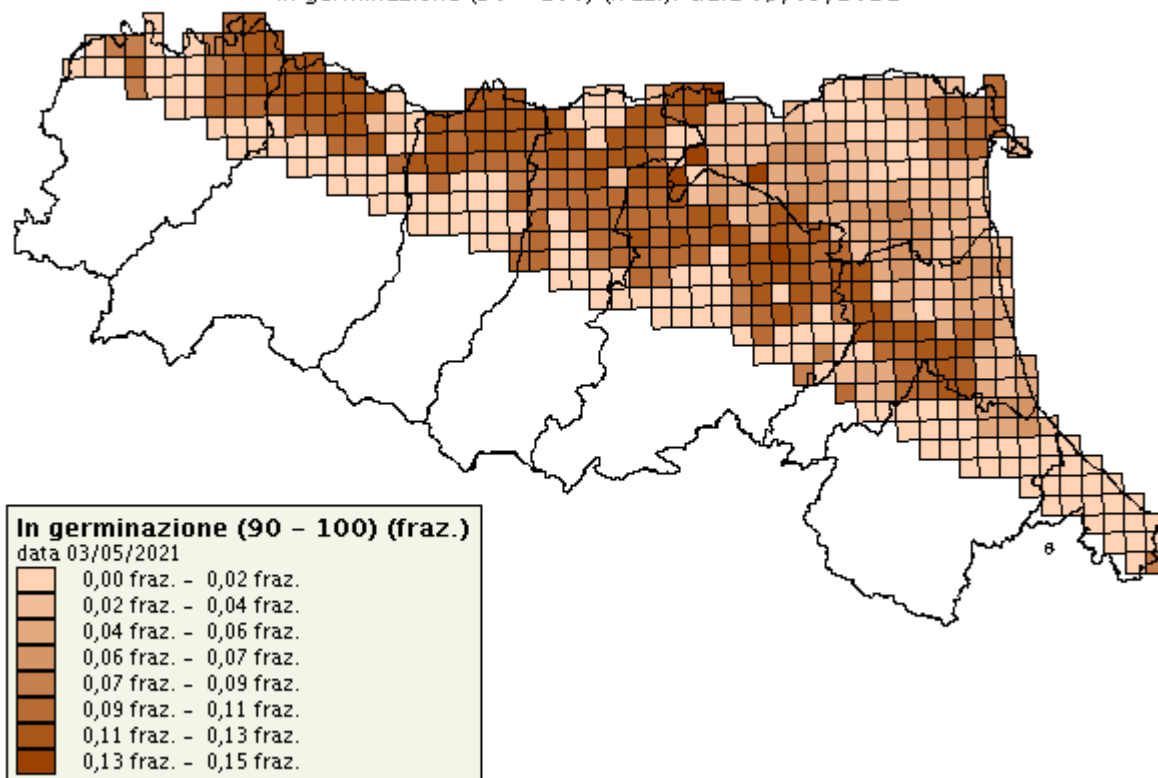 In germinazione (90 – 100) (fraz.)
data 03/05/2021
0,00 fraz. – 0,02 fraz.
0,02 fraz. – 0,04 fraz.
0,04 fraz. – 0,06 fraz.
0,06 fraz. – 0,07 fraz.
0,07 fraz. – 0,09 fraz.
0,09 fraz. – 0,11 fraz.
0,11 fraz. – 0,13 fraz.
0,13 fraz. – 0,15 fraz.